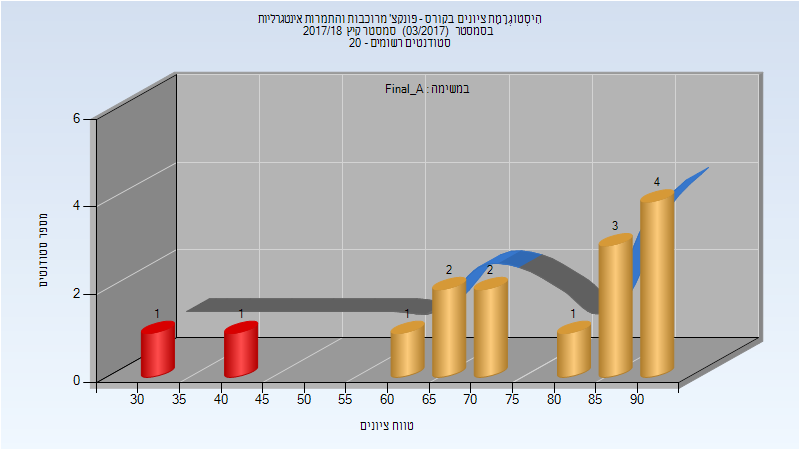 היסטוגרמת ציונים בקורס - פונקצ' מרוכבות והתמרות אינטגרליות
בסמסטר (03/2017) סמסטר קיץ 2017/18
סטודנטים רשומים - 20
במשימה : Final_A
מספר סטודנטים
6
4
2
0
1
1
1
2
2
1
3
4
30 35 40 45 50 55 60 65 70 75 80 85 90
טווח ציונים